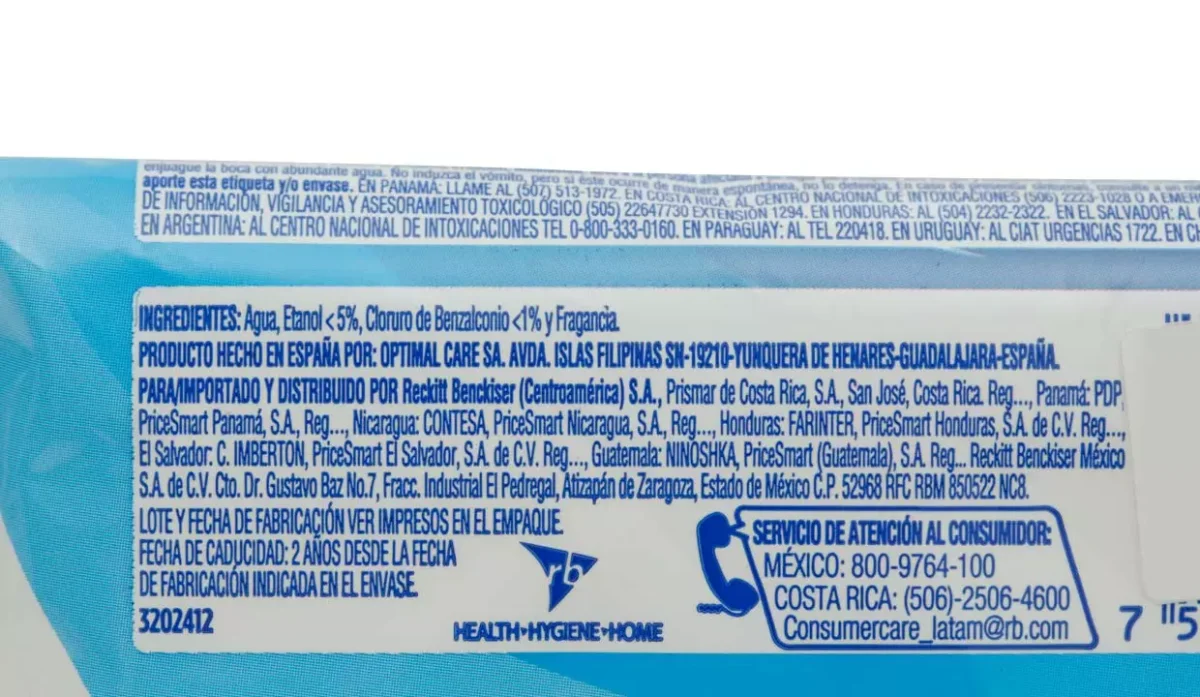 enjuague la boca con abundante agua. No induzca el vómito, pero si éste ocurre de manera espontánea, no lo detenga. En caso de
aporte esta etiqueta y/o envase. EN PANAMÁ: LLAME AL (507) 513-1972. EN COSTA RICA: AL CENTRO NACIONAL DE INTOXICACIONES (506) 2223-1028 O A EMER
DE INFORMACIÓN, VIGILANCIA Y ASESORAMIENTO TOXICOLÓGICO (505) 22647730 EXTENSIÓN 1294. EN HONDURAS: AL (504) 2232-2322. EN EL SALVADOR: AL
EN ARGENTINA: AL CENTRO NACIONAL DE INTOXICACIONES TEL 0-800-333-0160. EN PARAGUAY: AL TEL 220418. EN URUGUAY: AL CIAT URGENCIAS 1722. EN CH
INGREDIENTES: Agua, Etanol <5%, Cloruro de Benzalconio <1% y Fragancia.
PRODUCTO HECHO EN ESPAÑA POR: OPTIMAL CARE SA. AVDA. ISLAS FILIPINAS SN-19210-YUNQUERA DE HENARES-GUADALAJARA-ESPAÑA.
PARA/IMPORTADO Y DISTRIBUIDO POR Reckitt Benckiser (Centroamérica) S.A., Prismar de Costa Rica, S.A., San José, Costa Rica. Reg..., Panamá: PDP,
PriceSmart Panamá, S.A., Reg..., Nicaragua: CONTESA, PriceSmart Nicaragua, S.A., Reg..., Honduras: FARINTER, PriceSmart Honduras, S.A. de C.V. Reg...,
El Salvador: C. IMBERTON, PriceSmart El Salvador, S.A. de C.V. Reg..., Guatemala: NINOSHKA, PriceSmart (Guatemala), S.A. Reg... Reckitt Benckiser México
S.A. de C.V. Cto. Dr. Gustavo Baz No.7, Fracc. Industrial El Pedregal, Atizapán de Zaragoza, Estado de México C.P. 52968 RFC RBM 850522 NC8.
LOTE Y FECHA DE FABRICACIÓN VER IMPRESOS EN EL EMPAQUE.
FECHA DE CADUCIDAD: 2 AÑOS DESDE LA FECHA
DE FABRICACIÓN INDICADA EN EL ENVASE.
3202412
rb
HEALTH•HYGIENE•HOME
SERVICIO DE ATENCIÓN AL CONSUMIDOR:
MÉXICO: 800-9764-100
COSTA RICA: (506)-2506-4600
Consumercare_latam@rb.com
7 "5